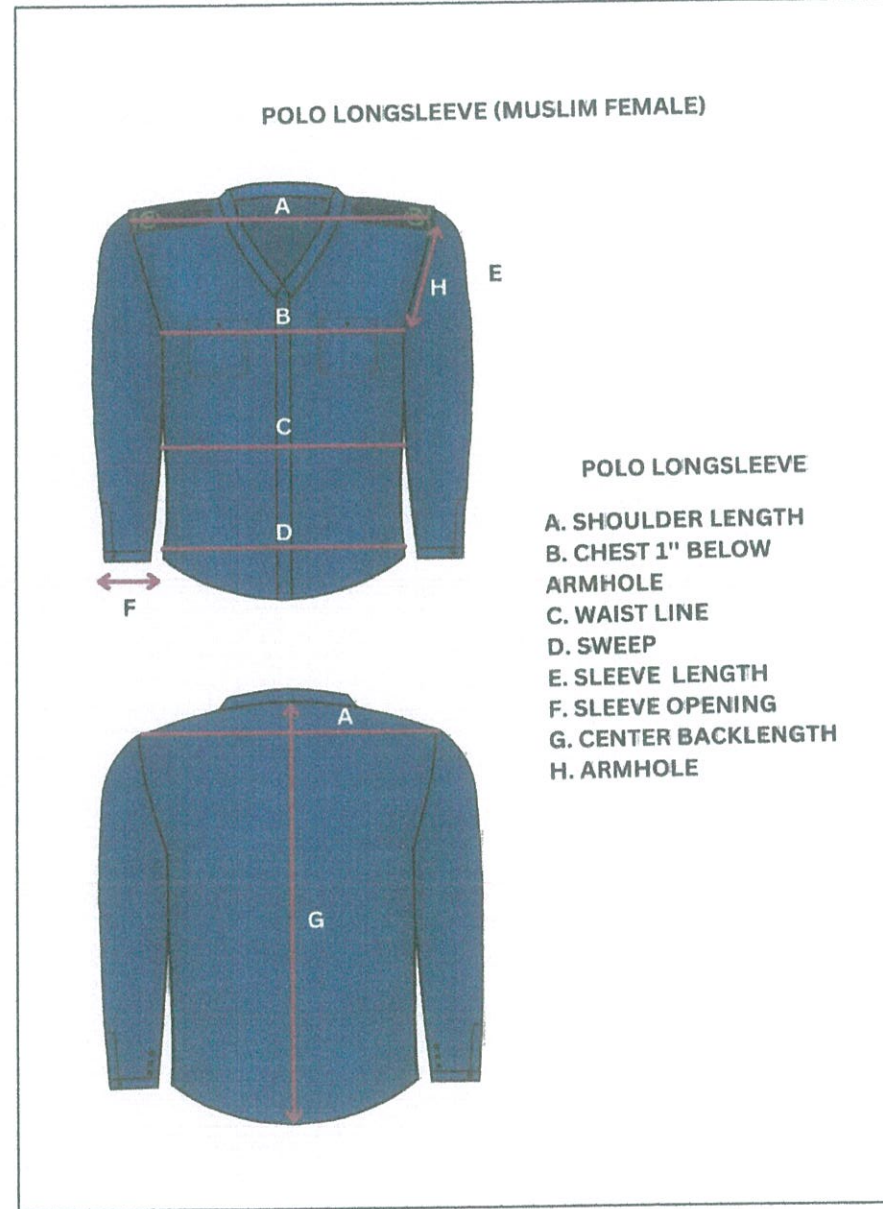 POLO LONGSLEEVE (MUSLIM FEMALE)
A
E
H
B
C
D
F
POLO LONGSLEEVE
A. SHOULDER LENGTH
B. CHEST 1" BELOW
ARMHOLE
C. WAIST LINE
D. SWEEP
E. SLEEVE LENGTH
F. SLEEVE OPENING
G. CENTER BACKLENGTH
H. ARMHOLE
A
G